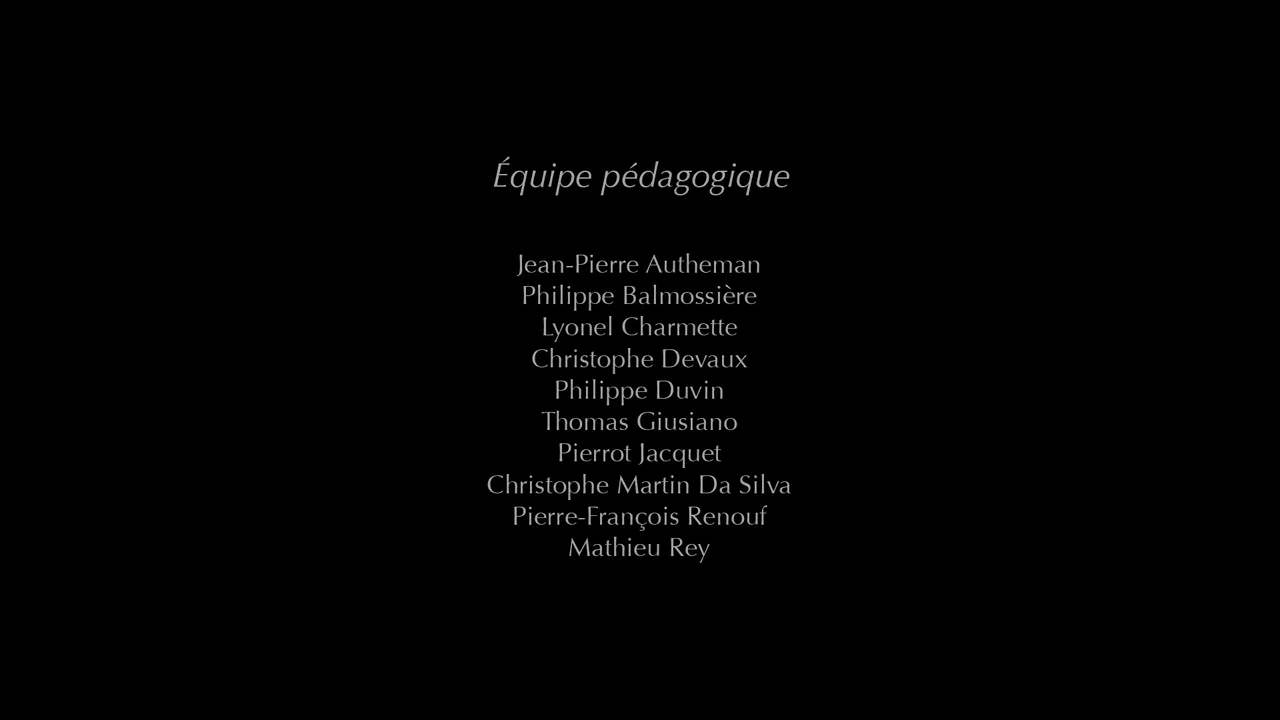 Équipe pédagogique
Jean-Pierre Autheman
Philippe Balmossière
Lyonel Charmette
Christophe Devaux
Philippe Duvin
Thomas Giusiano
Pierrot Jacquet
Christophe Martin Da Silva
Pierre-François Renouf
Mathieu Rey